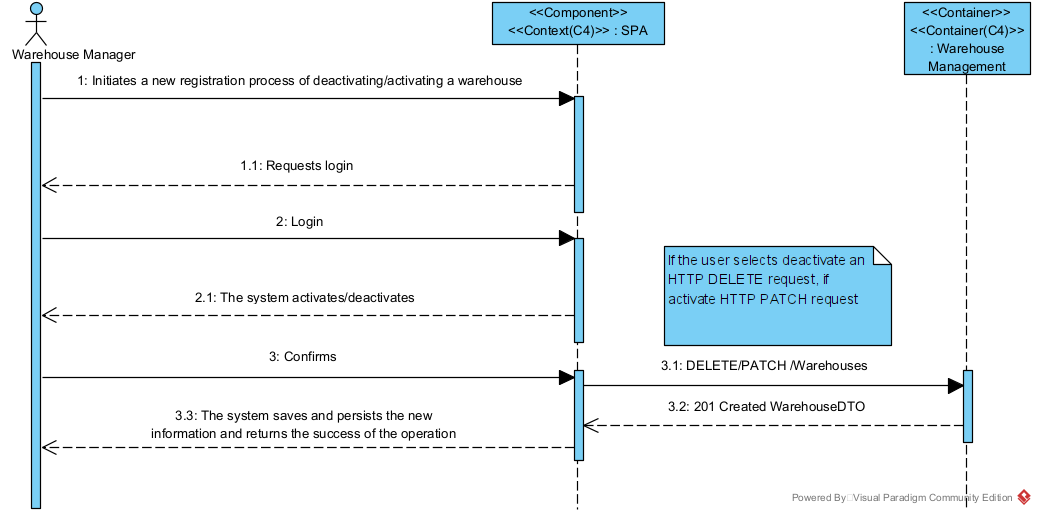 <<Component>>
<<Context(C4)>> : SPA
<<Container>>
<<Container(C4)>>
: Warehouse
Management
Warehouse Manager
1: Initiates a new registration process of deactivating/activating a warehouse
1.1: Requests login
2: Login
If the user selects deactivate an
HTTP DELETE request, if
activate HTTP PATCH request
2.1: The system activates/deactivates
3: Confirms
3.1: DELETE/PATCH /Warehouses
3.2: 201 Created WarehouseDTO
3.3: The system saves and persists the new
information and returns the success of the operation
Powered By Visual Paradigm Community Edition